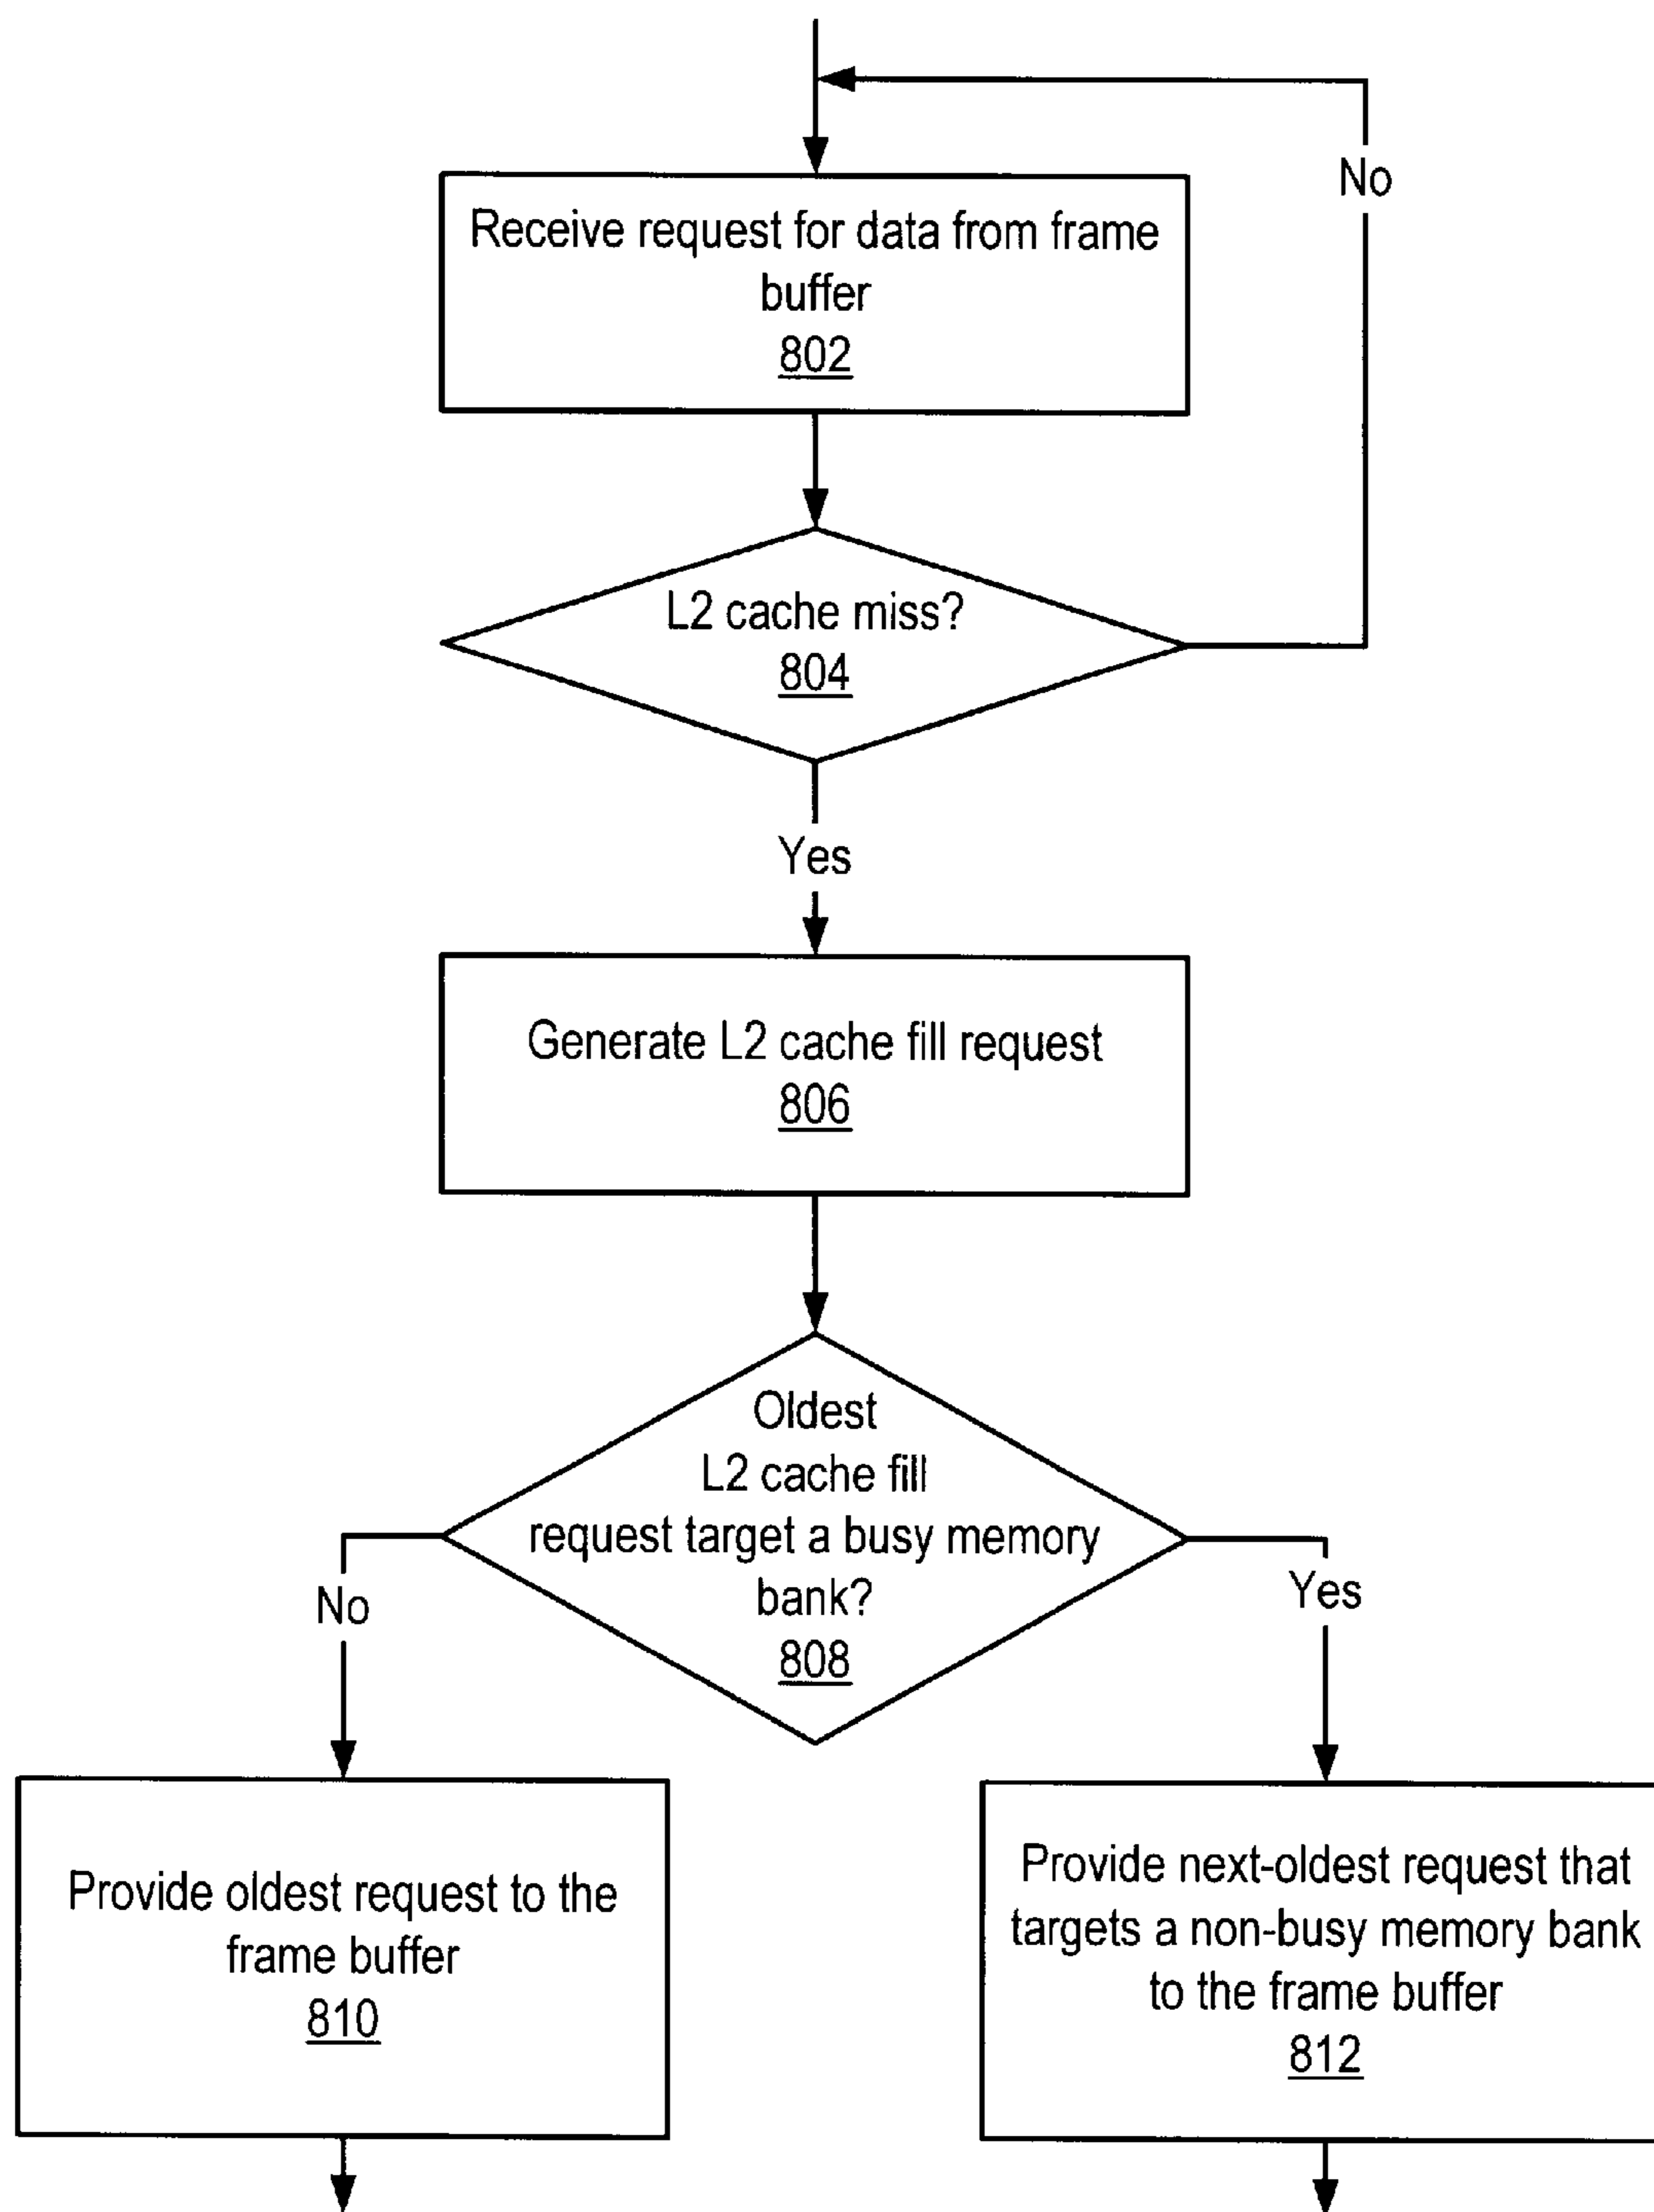 No
Receive request for data from frame
buffer
802
L2 cache miss?
804
Yes
Generate L2 cache fill request
806
Oldest
L2 cache fill
request target a busy memory
bank?
808
No
Yes
Provide oldest request to the
frame buffer
810
Provide next-oldest request that
targets a non-busy memory bank
to the frame buffer
812